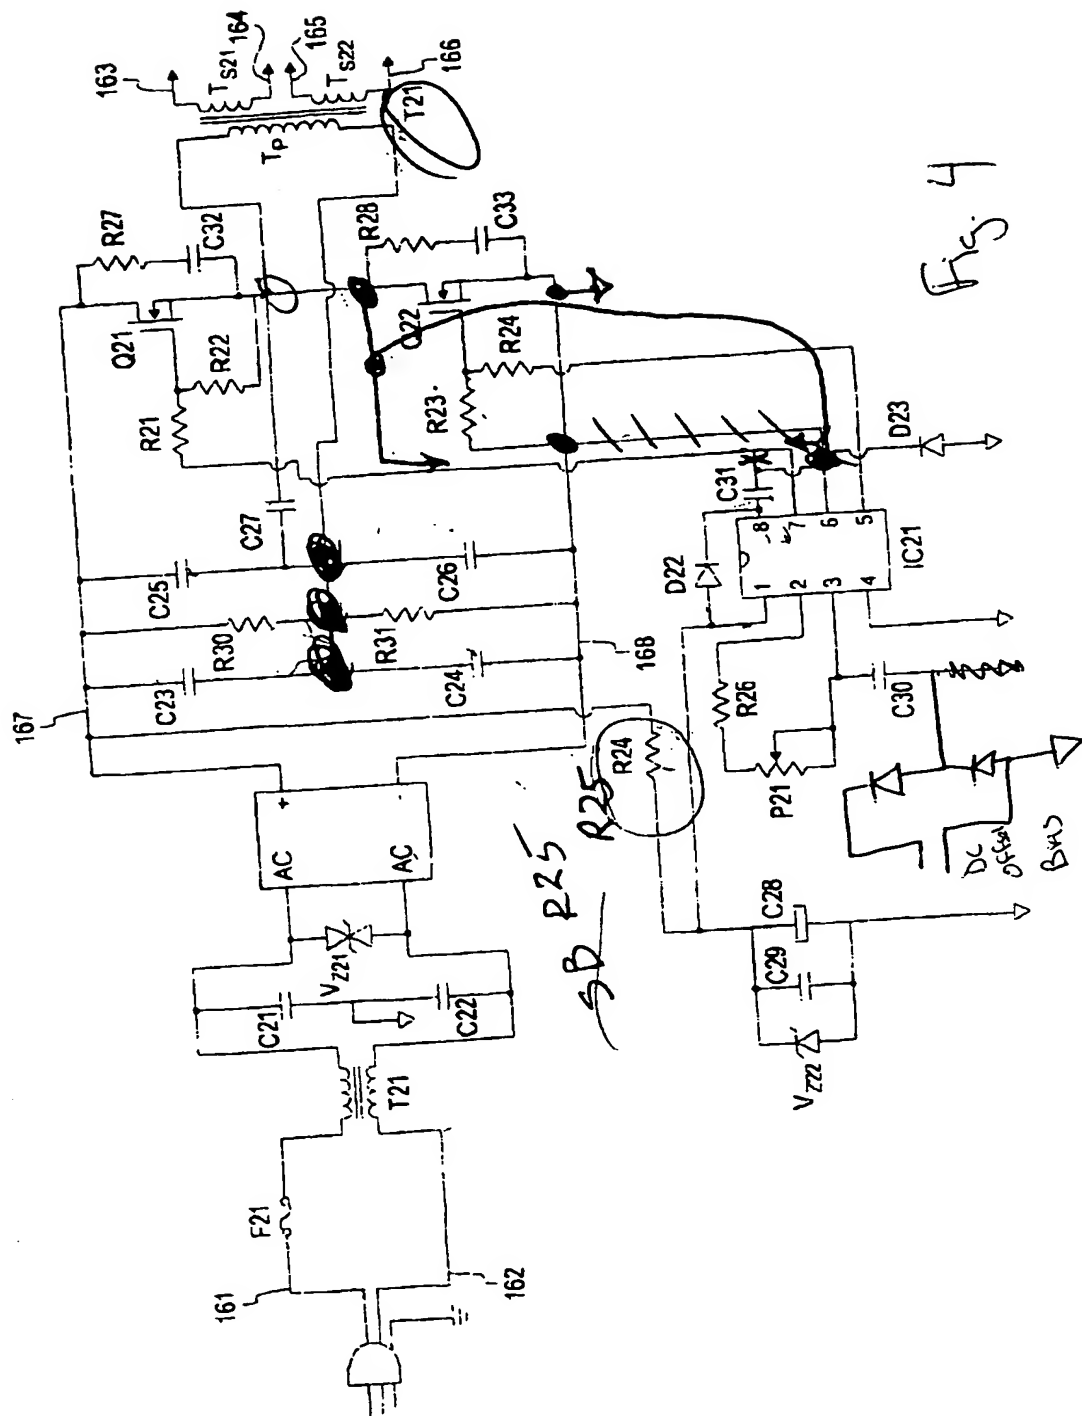 161
162
F21
T21
C21
C22
VZ21
AC
AC
+
-
167
168
C23
C24
R30
R31
C25
C26
C27
R21
R22
Q21
R27
C32
R23
R24
Q22
R28
C33
Tp
TS21
TS22
T21
163
164
165
166
R24
R25
SB R25
VZ22
C29
C28
P21
R26
C30
D22
C31
D23
IC21
1
2
3
4
5
6
7
8
DC
offset
Bias
Fig 4